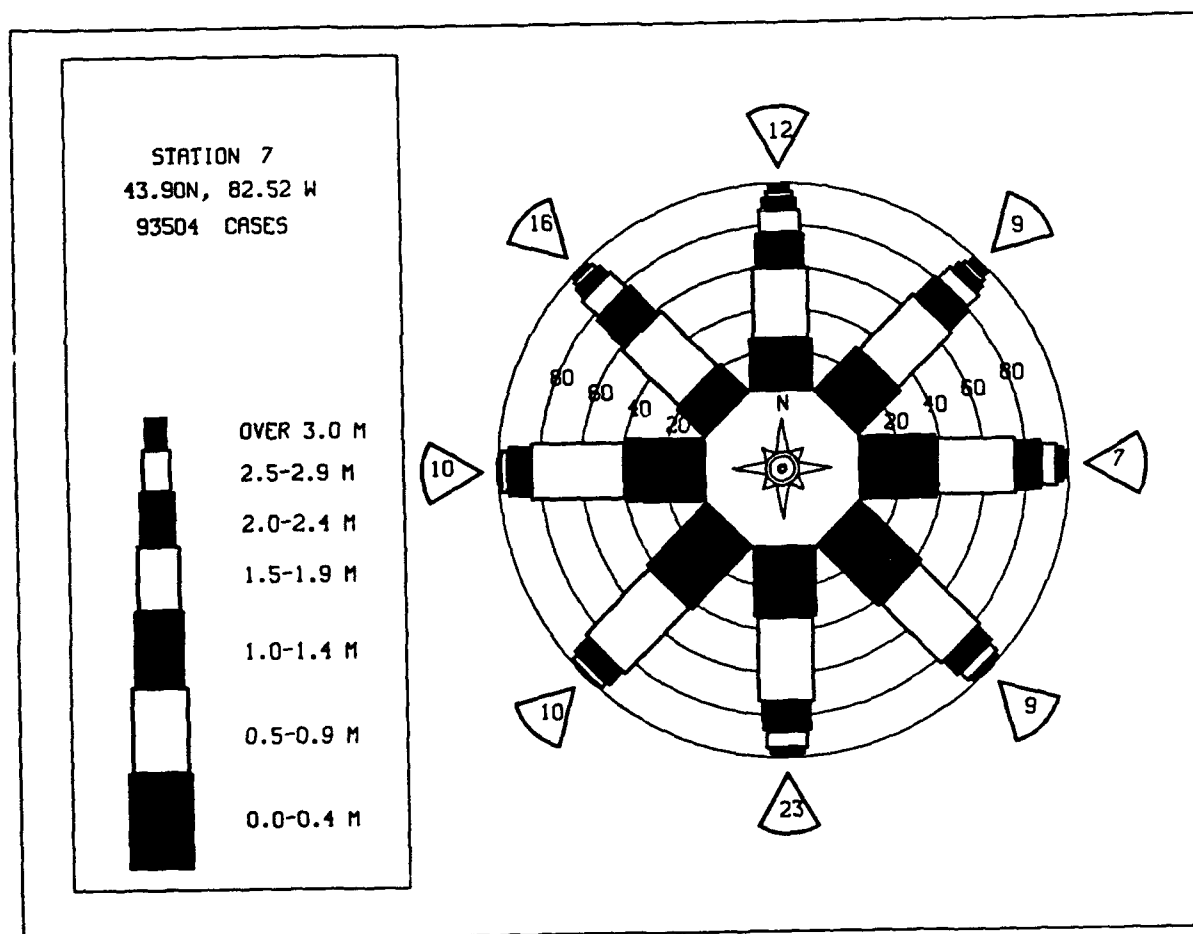 STATION 7
43.90N, 82.52 W
93504 CASES
OVER 3.0 M
2.5-2.9 M
2.0-2.4 M
1.5-1.9 M
1.0-1.4 M
0.5-0.9 M
0.0-0.4 M
12
16
9
80
60
40
20
N
20
40
60
80
10
7
10
9
23